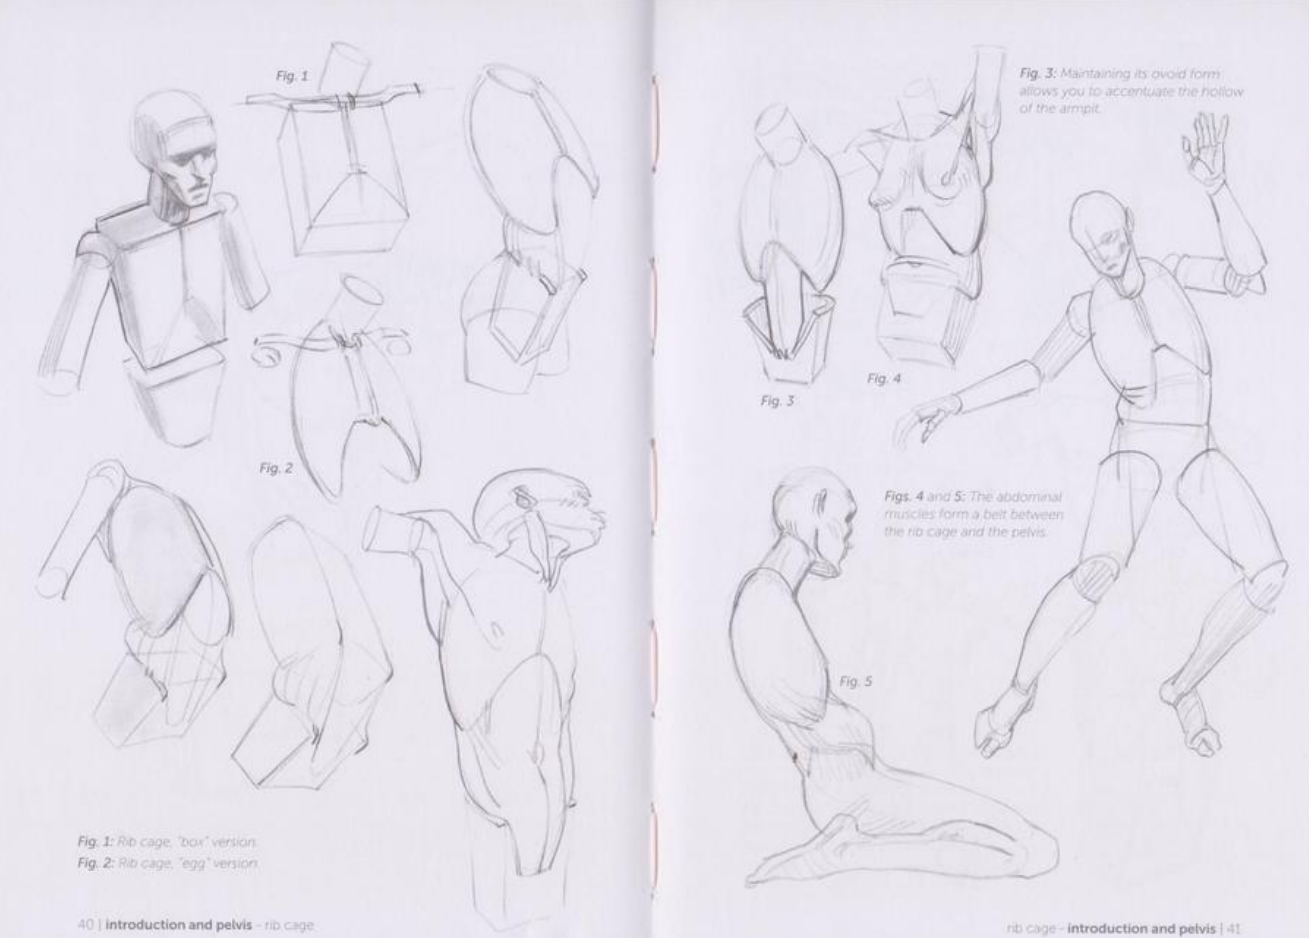 Fig. 1
Fig. 2
Fig. 1: Rib cage, "box" version.
Fig. 2: Rib cage, "egg" version.
40 | introduction and pelvis - rib cage
Fig. 3: Maintaining its ovoid form
allows you to accentuate the hollow
of the armpit.
Fig. 4
Fig. 3
Figs. 4 and 5: The abdominal
muscles form a belt between
the rib cage and the pelvis.
Fig. 5
rib cage - introduction and pelvis | 41